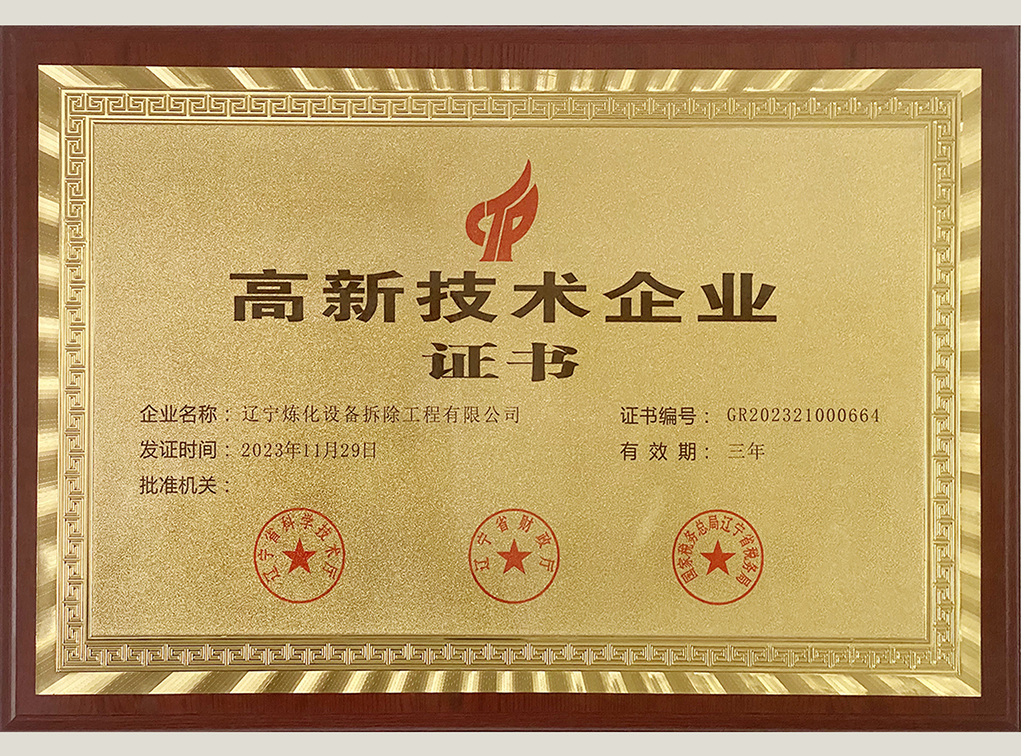 CTP
高新技术企业
证书
企业名称：辽宁炼化设备拆除工程有限公司
证书编号：GR202321000664
发证时间：2023年11月29日
有效期：三年
批准机关：
辽宁省科学技术厅
辽宁省财政厅
国家税务总局辽宁省税务局